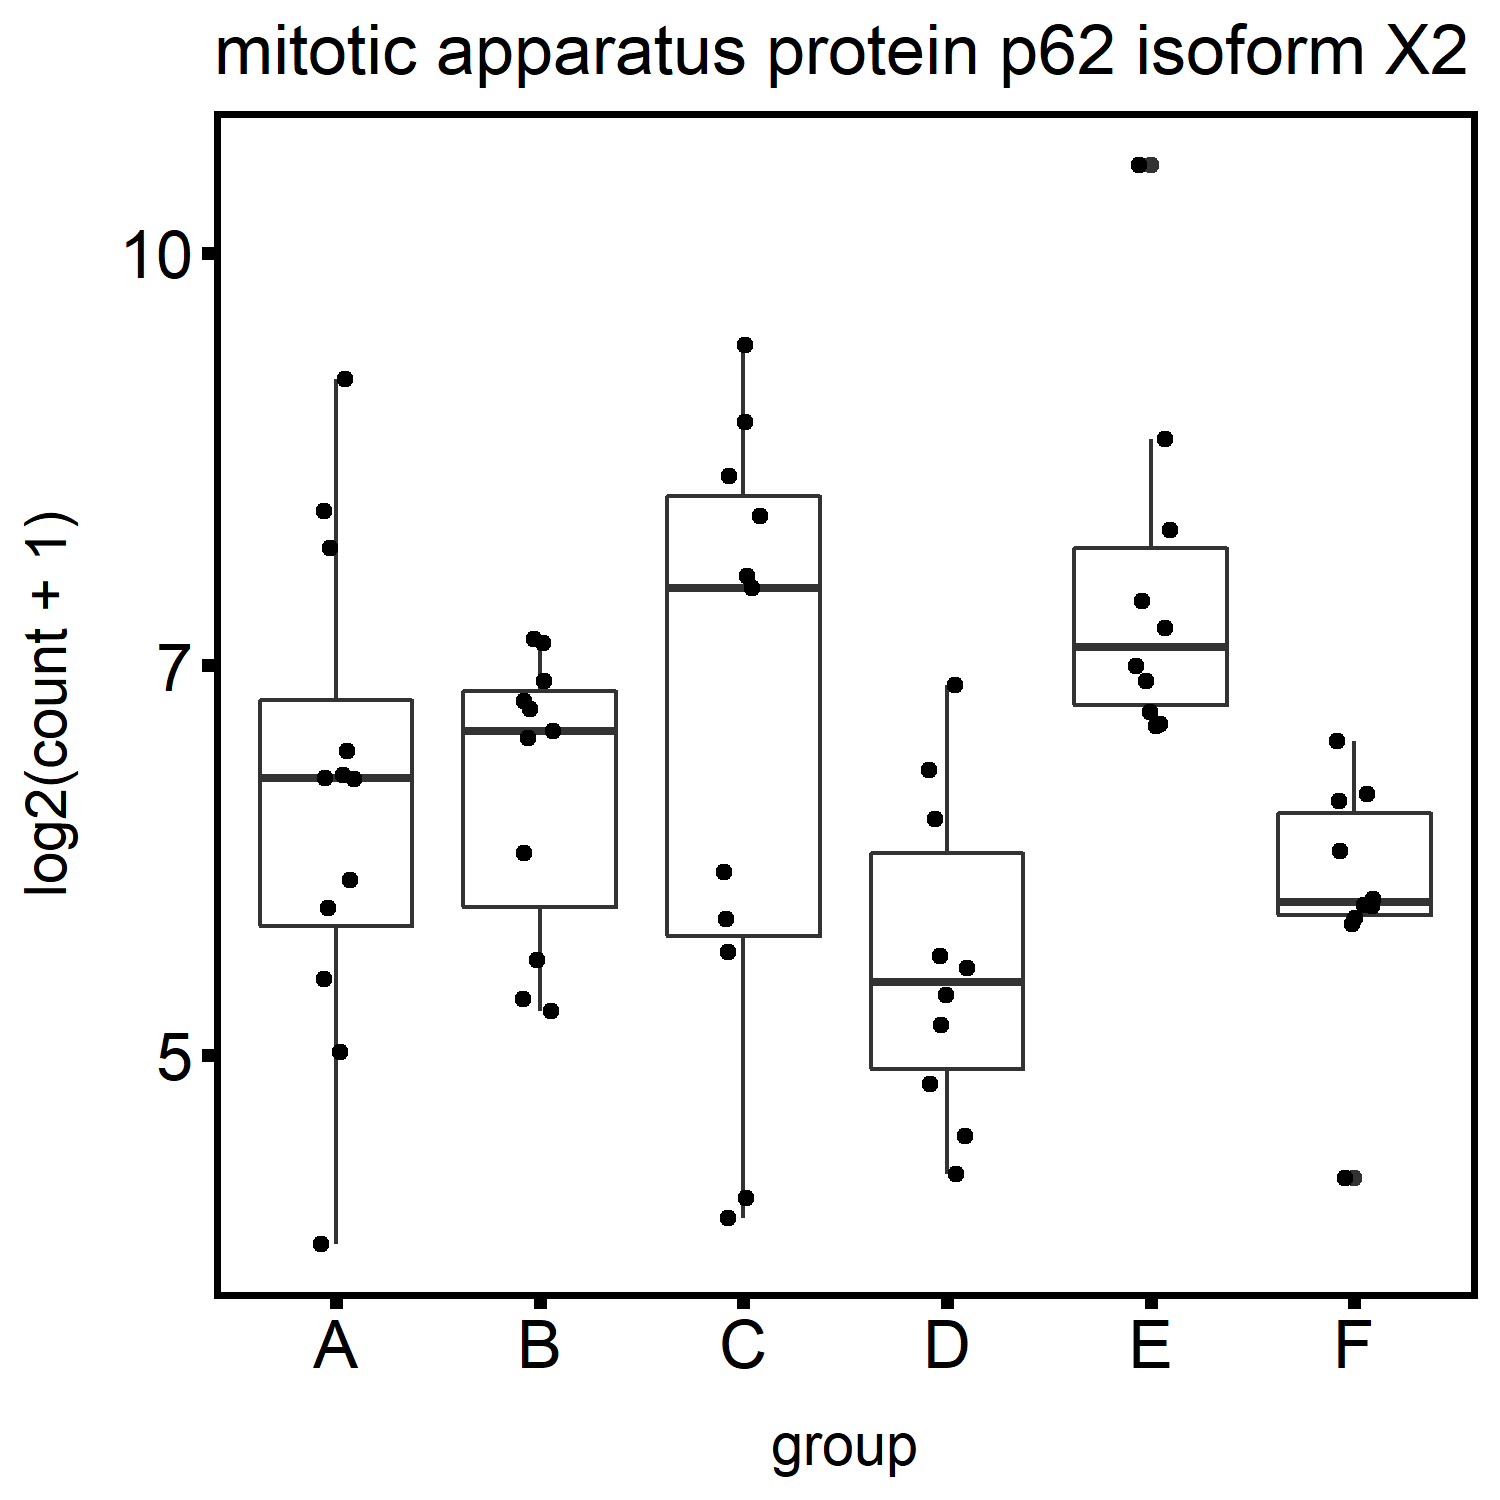 mitotic apparatus protein p62 isoform X2
log2(count + 1)
10
7
5
A B C D E F
group